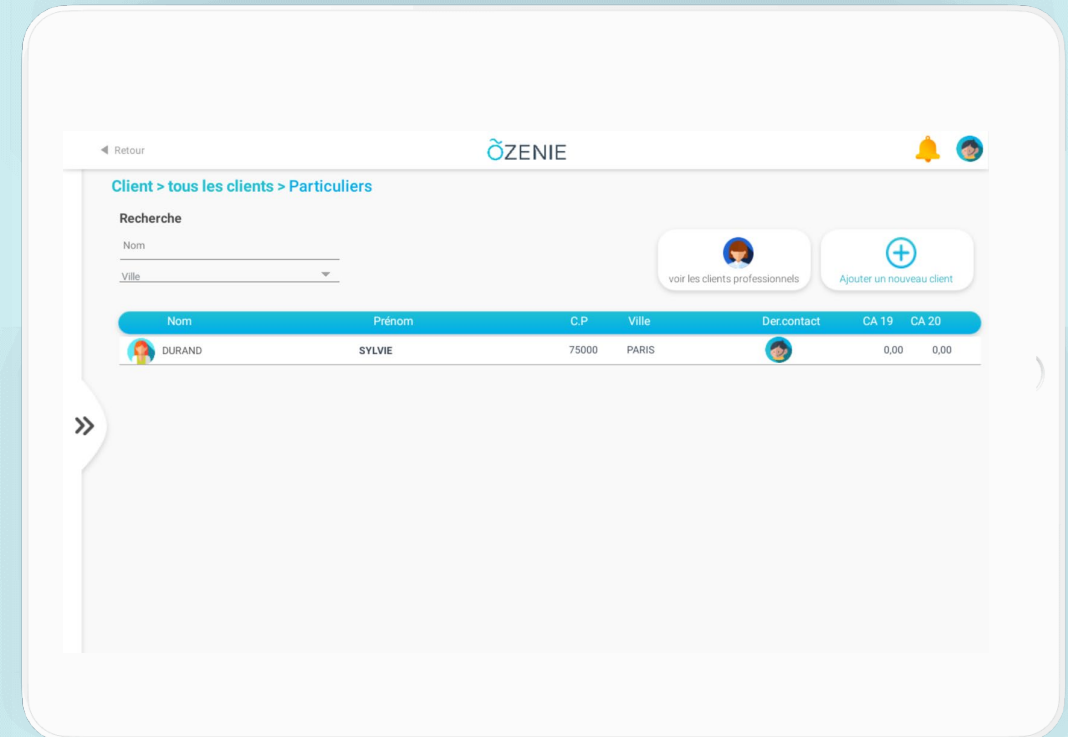 Retour
ÕZENIE
Client > tous les clients > Particuliers
Recherche
Nom
Ville
voir les clients professionnels
Ajouter un nouveau client
Nom Prénom C.P Ville Der.contact CA 19 CA 20
DURAND SYLVIE 75000 PARIS 0,00 0,00